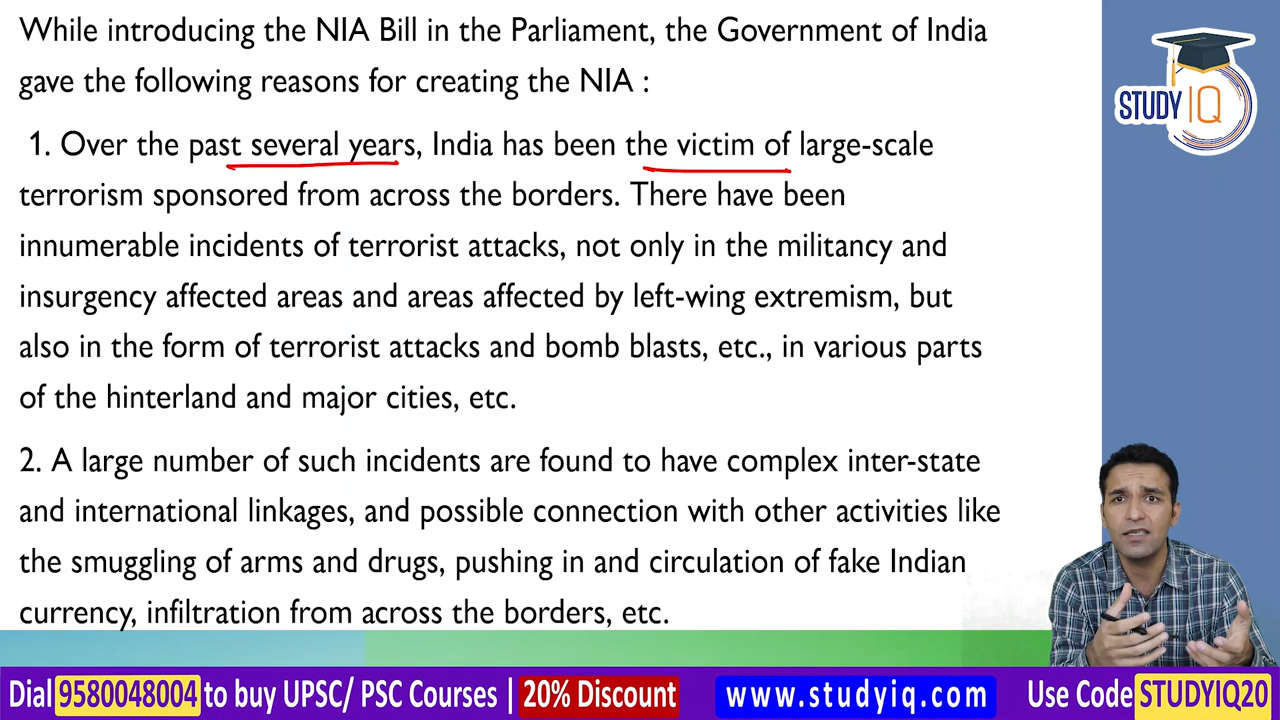 While introducing the NIA Bill in the Parliament, the Government of India
gave the following reasons for creating the NIA :
1. Over the past several years, India has been the victim of large-scale
terrorism sponsored from across the borders. There have been
innumerable incidents of terrorist attacks, not only in the militancy and
insurgency affected areas and areas affected by left-wing extremism, but
also in the form of terrorist attacks and bomb blasts, etc., in various parts
of the hinterland and major cities, etc.
2. A large number of such incidents are found to have complex inter-state
and international linkages, and possible connection with other activities like
the smuggling of arms and drugs, pushing in and circulation of fake Indian
currency, infiltration from across the borders, etc.
STUDY IQ
Dial 9580048004 to buy UPSC/ PSC Courses | 20% Discount www.studyiq.com Use Code STUDYIQ20